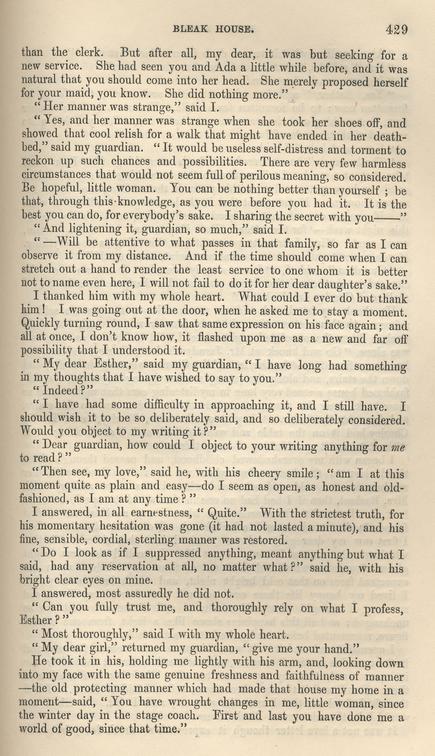 BLEAK HOUSE. 429
than the clerk. But after all, my dear, it was but seeking for a
new service. She had seen you and Ada a little while before, and it was
natural that you should come into her head. She merely proposed herself
for your maid, you know. She did nothing more.”
“Her manner was strange,” said I.
“Yes, and her manner was strange when she took her shoes off, and
showed that cool relish for a walk that might have ended in her death-
bed,” said my guardian. “It would be useless self-distress and torment to
reckon up such chances and possibilities. There are very few harmless
circumstances that would not seem full of perilous meaning, so considered.
Be hopeful, little woman. You can be nothing better than yourself; be
that, through this knowledge, as you were before you had it. It is the
best you can do, for everybody’s sake. I sharing the secret with you——”
“And lightening it, guardian, so much,” said I.
“—Will be attentive to what passes in that family, so far as I can
observe it from my distance. And if the time should come when I can
stretch out a hand to render the least service to one whom it is better
not to name even here, I will not fail to do it for her dear daughter’s sake.”
I thanked him with my whole heart. What could I ever do but thank
him! I was going out at the door, when he asked me to stay a moment.
Quickly turning round, I saw that same expression on his face again; and
all at once, I don’t know how, it flashed upon me as a new and far off
possibility that I understood it.
“My dear Esther,” said my guardian, “I have long had something
in my thoughts that I have wished to say to you.”
“Indeed?”
“I have had some difficulty in approaching it, and I still have. I
should wish it to be so deliberately said, and so deliberately considered.
Would you object to my writing it?”
“Dear guardian, how could I object to your writing anything for me
to read?”
“Then see, my love,” said he, with his cheery smile; “am I at this
moment quite as plain and easy—do I seem as open, as honest and old-
fashioned, as I am at any time?”
I answered, in all earnestness, “Quite.” With the strictest truth, for
his momentary hesitation was gone (it had not lasted a minute), and his
fine, sensible, cordial, sterling manner was restored.
“Do I look as if I suppressed anything, meant anything but what I
said, had any reservation at all, no matter what?” said he, with his
bright clear eyes on mine.
I answered, most assuredly he did not.
“Can you fully trust me, and thoroughly rely on what I profess,
Esther?”
“Most thoroughly,” said I with my whole heart.
“My dear girl,” returned my guardian, “give me your hand.”
He took it in his, holding me lightly with his arm, and, looking down
into my face with the same genuine freshness and faithfulness of manner
—the old protecting manner which had made that house my home in a
moment—said, “You have wrought changes in me, little woman, since
the winter day in the stage coach. First and last you have done me a
world of good, since that time.”